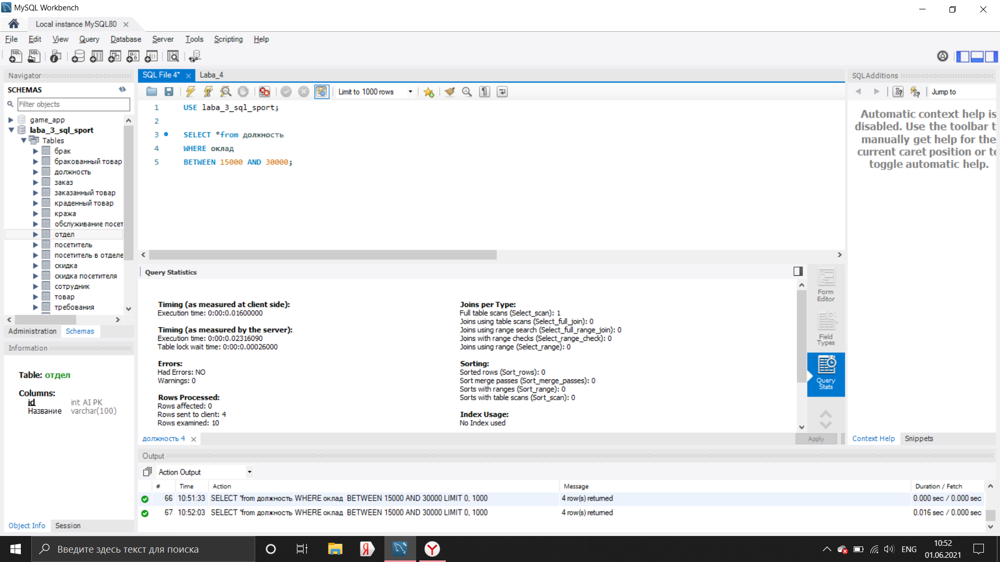 MySQL Workbench
Local instance MySQL80
File Edit View Query Database Server Tools Scripting Help
Navigator
SCHEMAS
Filter objects
game_app
laba_3_sql_sport
Tables
брак
бракованный товар
должность
заказ
заказанный товар
краденный товар
кража
обслуживание посет
отдел
посетитель
посетитель в отделе
скидка
скидка посетителя
сотрудник
товар
требования
Administration Schemas
Information
Table: отдел
Columns:
id int AI PK
Название varchar(100)
Object Info Session
SQL File 4* Laba_4
Limit to 1000 rows
1 USE laba_3_sql_sport;
2
3 SELECT *from должность
4 WHERE оклад
5 BETWEEN 15000 AND 30000;
Query Statistics
Timing (as measured at client side):
Execution time: 0:00:0.01600000
Timing (as measured by the server):
Execution time: 0:00:0.02316090
Table lock wait time: 0:00:0.00026000
Errors:
Had Errors: NO
Warnings: 0
Rows Processed:
Rows affected: 0
Rows sent to client: 4
Rows examined: 10
Joins per Type:
Full table scans (Select_scan): 1
Joins using table scans (Select_full_join): 0
Joins using range search (Select_full_range_join): 0
Joins with range checks (Select_range_check): 0
Joins using range (Select_range): 0
Sorting:
Sorted rows (Sort_rows): 0
Sort merge passes (Sort_merge_passes): 0
Sorts with ranges (Sort_range): 0
Sorts with table scans (Sort_scan): 0
Index Usage:
No Index used
Form
Editor
Field
Types
Query
Stats
должность 4
Apply
SQLAdditions
Jump to
Automatic context help is
disabled. Use the toolbar t
manually get help for the
current caret position or to
toggle automatic help.
Context Help Snippets
Output
Action Output
# Time Action Message Duration / Fetch
66 10:51:33 SELECT *from должность WHERE оклад BETWEEN 15000 AND 30000 LIMIT 0, 1000 4 row(s) returned 0.000 sec / 0.000 sec
67 10:52:03 SELECT *from должность WHERE оклад BETWEEN 15000 AND 30000 LIMIT 0, 1000 4 row(s) returned 0.016 sec / 0.000 sec
Введите здесь текст для поиска
ENG
10:52
01.06.2021